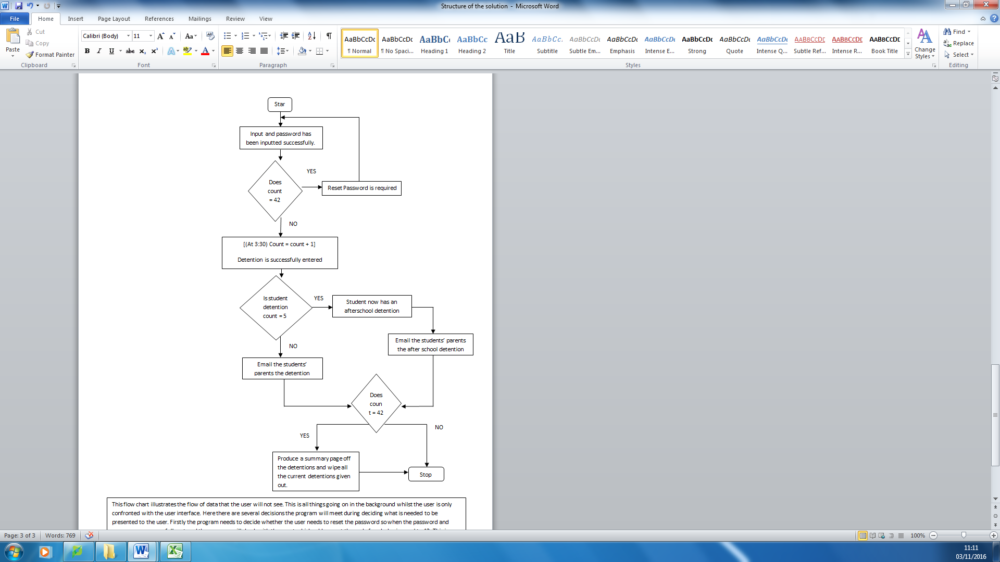 Structure of the solution - Microsoft Word
File Home Insert Page Layout References Mailings Review View
Paste
Cut
Copy
Format Painter
Clipboard
Calibri (Body) 11
Font
Paragraph
AaBbCcDc AaBbCcDc AaBbCc AaBbCc AaB AaBbCc. AaBbCcDc AaBbCcDc AaBbCcDc AaBbCcDc AaBbCcDc AaBbCcDc AABBCCDE AABBCCDE AABBCCDE
¶ Normal ¶ No Spaci... Heading 1 Heading 2 Title Subtitle Subtle Em... Emphasis Intense E... Strong Quote Intense Q... Subtle Ref... Intense R... Book Title
Styles
Change
Styles
Find
Replace
Select
Editing
Star
Input and password has
been inputted successfully.
Does
count
= 42
YES
Reset Password is required
NO
[(At 3:30) Count = count + 1]
Detention is successfully entered
Is student
detention
count = 5
YES
Student now has an
afterschool detention
Email the students’ parents
the after school detention
NO
Email the students’
parents the detention
Does
coun
t = 42
YES
NO
Produce a summary page off
the detentions and wipe all
the current detentions given
out.
Stop
This flow chart illustrates the flow of data that the user will not see. This is all things going on in the background whilst the user is only
confronted with the user interface. Here there are several decisions the program will meet during deciding what is needed to be
presented to the user. Firstly the program needs to decide whether the user needs to reset the password so when the password and
Page: 3 of 3 Words: 769 100%
11:11
03/11/2016